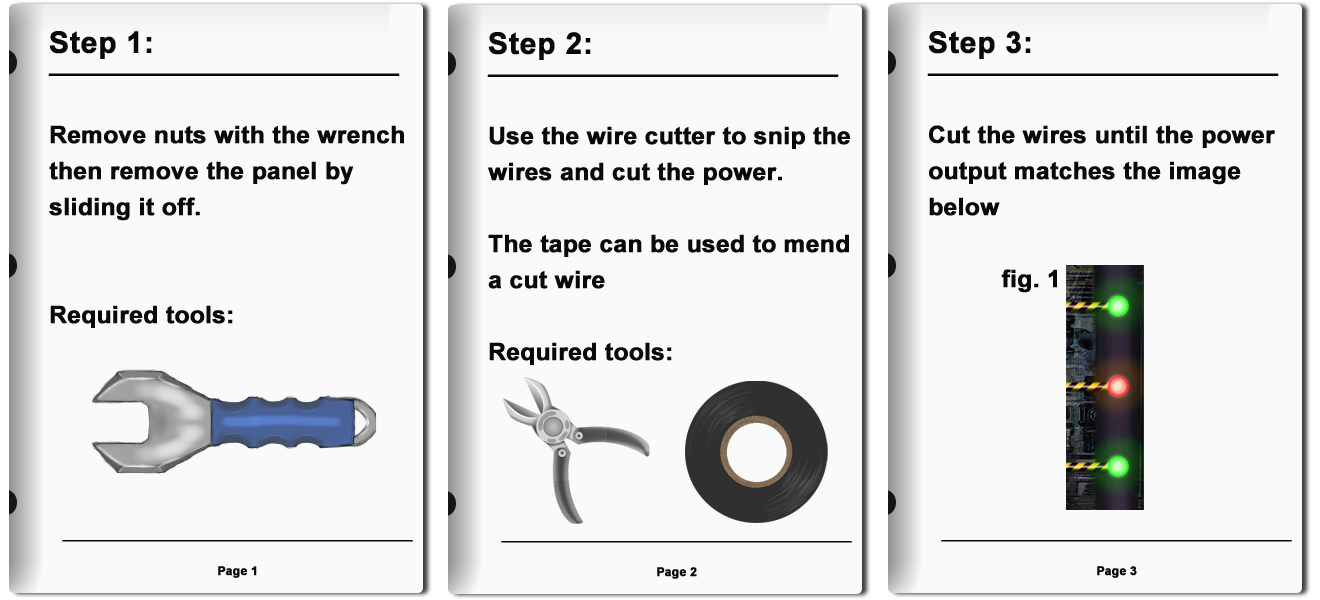 Step 1:
Remove nuts with the wrench
then remove the panel by
sliding it off.
Required tools:
Page 1
Step 2:
Use the wire cutter to snip the
wires and cut the power.
The tape can be used to mend
a cut wire
Required tools:
Page 2
Step 3:
Cut the wires until the power
output matches the image
below
fig. 1
Page 3